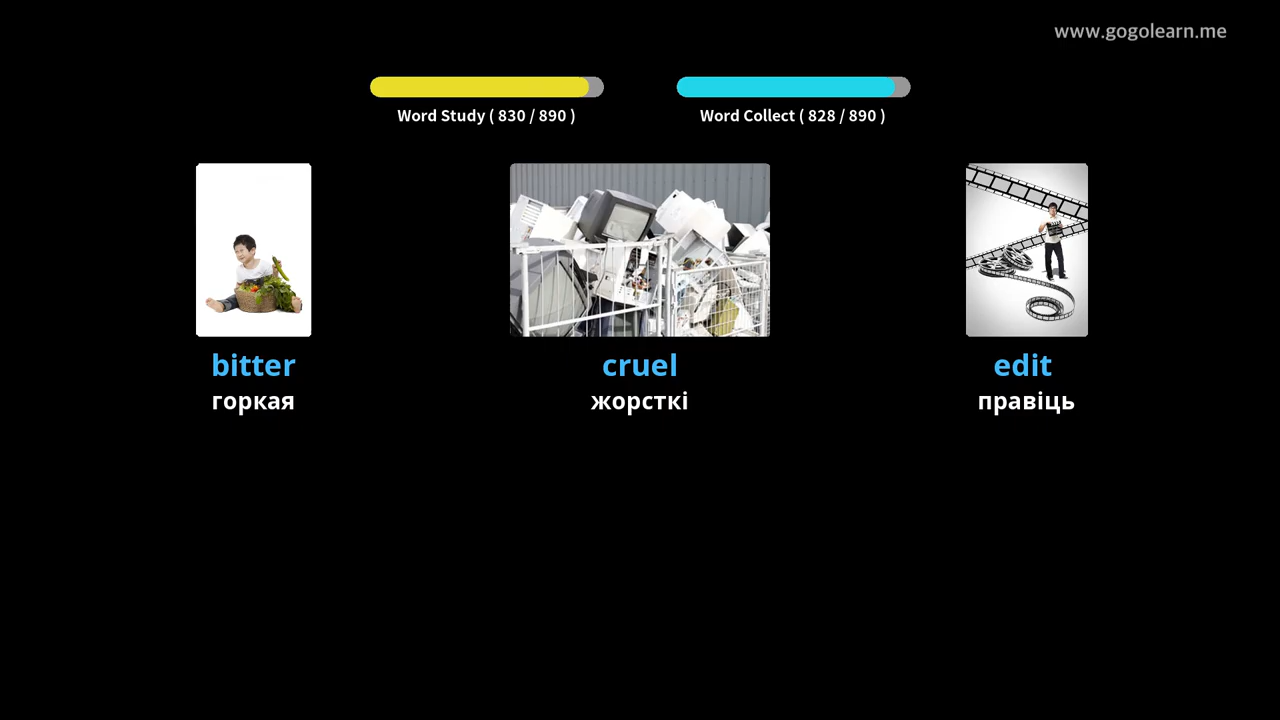 www.gogolearn.me
Word Study ( 830 / 890 )
Word Collect ( 828 / 890 )
bitter
горкая
cruel
жорсткі
edit
правіць